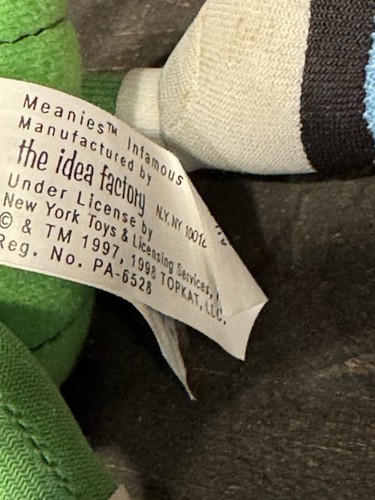 Meanies™ Infamous
Manufactured by
the idea factory N.Y. NY
Under License by
New York Toys & Licensing Services,
© & TM 1997, 1998 TOPKAT, LLC.
Reg. No. PA-6528